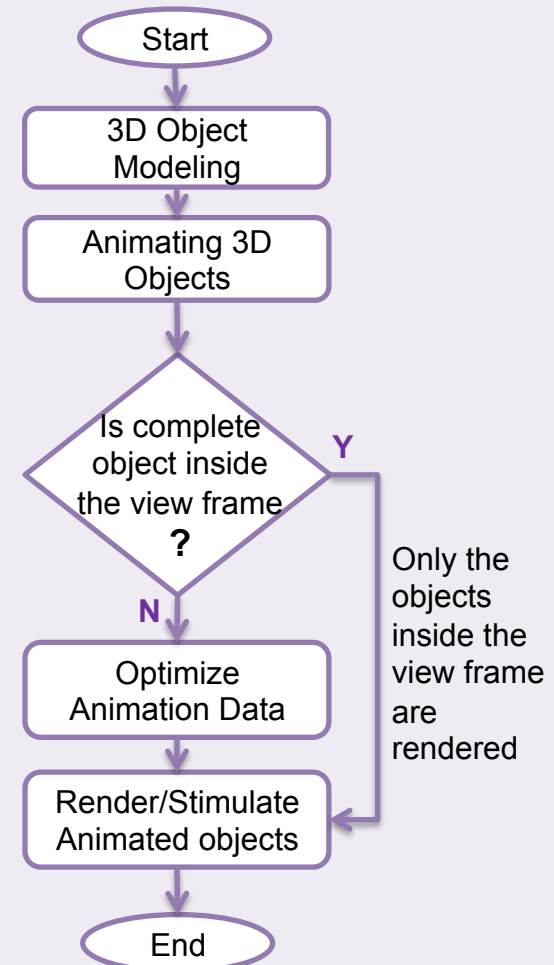 Start
3D Object
Modeling
Animating 3D
Objects
Is complete
object inside
the view frame
?
Y
N
Only the
objects
inside the
view frame
are
rendered
Optimize
Animation Data
Render/Stimulate
Animated objects
End